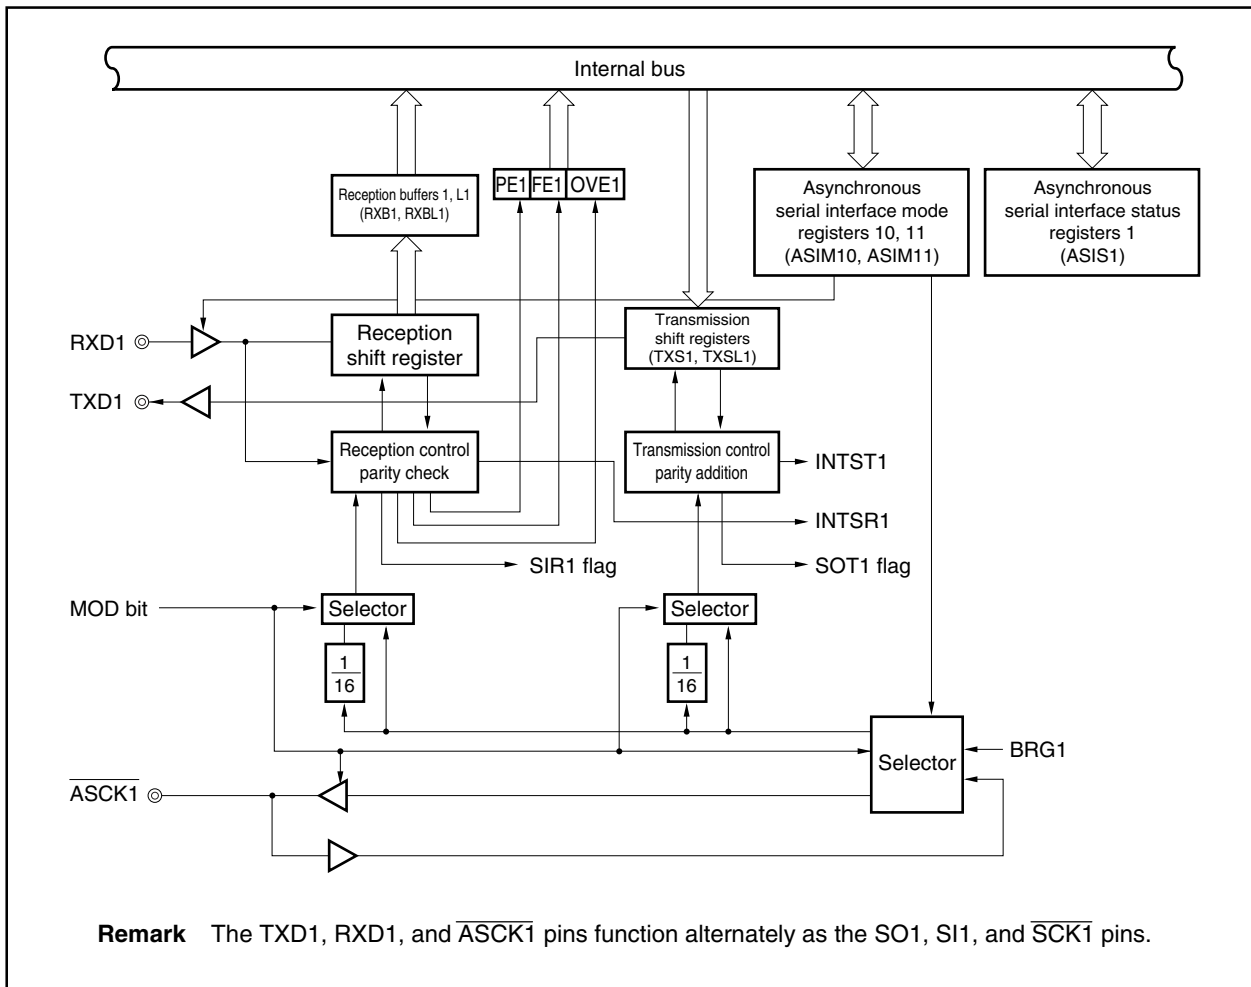 Internal bus
Reception buffers 1, L1
(RXB1, RXBL1)
PE1 FE1 OVE1
Asynchronous
serial interface mode
registers 10, 11
(ASIM10, ASIM11)
Asynchronous
serial interface status
registers 1
(ASIS1)
RXD1
Reception
shift register
Transmission
shift registers
(TXS1, TXSL1)
TXD1
Reception control
parity check
Transmission control
parity addition
INTST1
INTSR1
SIR1 flag
SOT1 flag
MOD bit
Selector
Selector
1
16
1
16
Selector
BRG1
ASCK1
Remark The TXD1, RXD1, and ASCK1 pins function alternately as the SO1, SI1, and SCK1 pins.